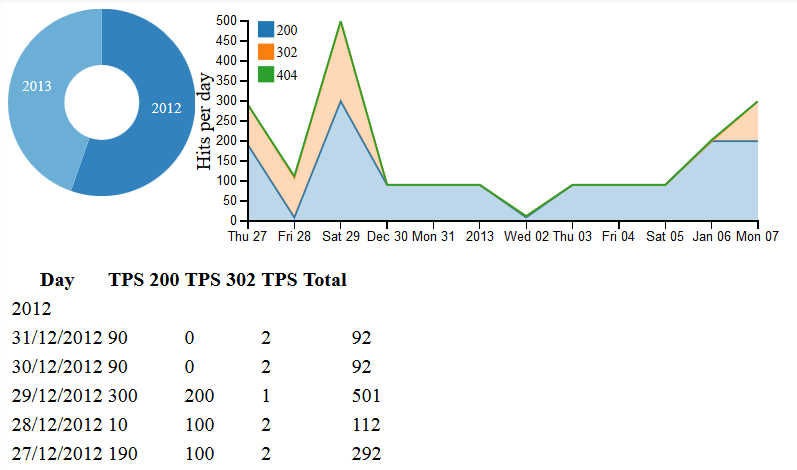 2013
2012
Hits per day
500
450
400
350
300
250
200
150
100
50
0
200
302
404
Thu 27 Fri 28 Sat 29 Dec 30 Mon 31 2013 Wed 02 Thu 03 Fri 04 Sat 05 Jan 06 Mon 07
Day TPS 200 TPS 302 TPS Total
2012
31/12/2012 90 0 2 92
30/12/2012 90 0 2 92
29/12/2012 300 200 1 501
28/12/2012 10 100 2 112
27/12/2012 190 100 2 292